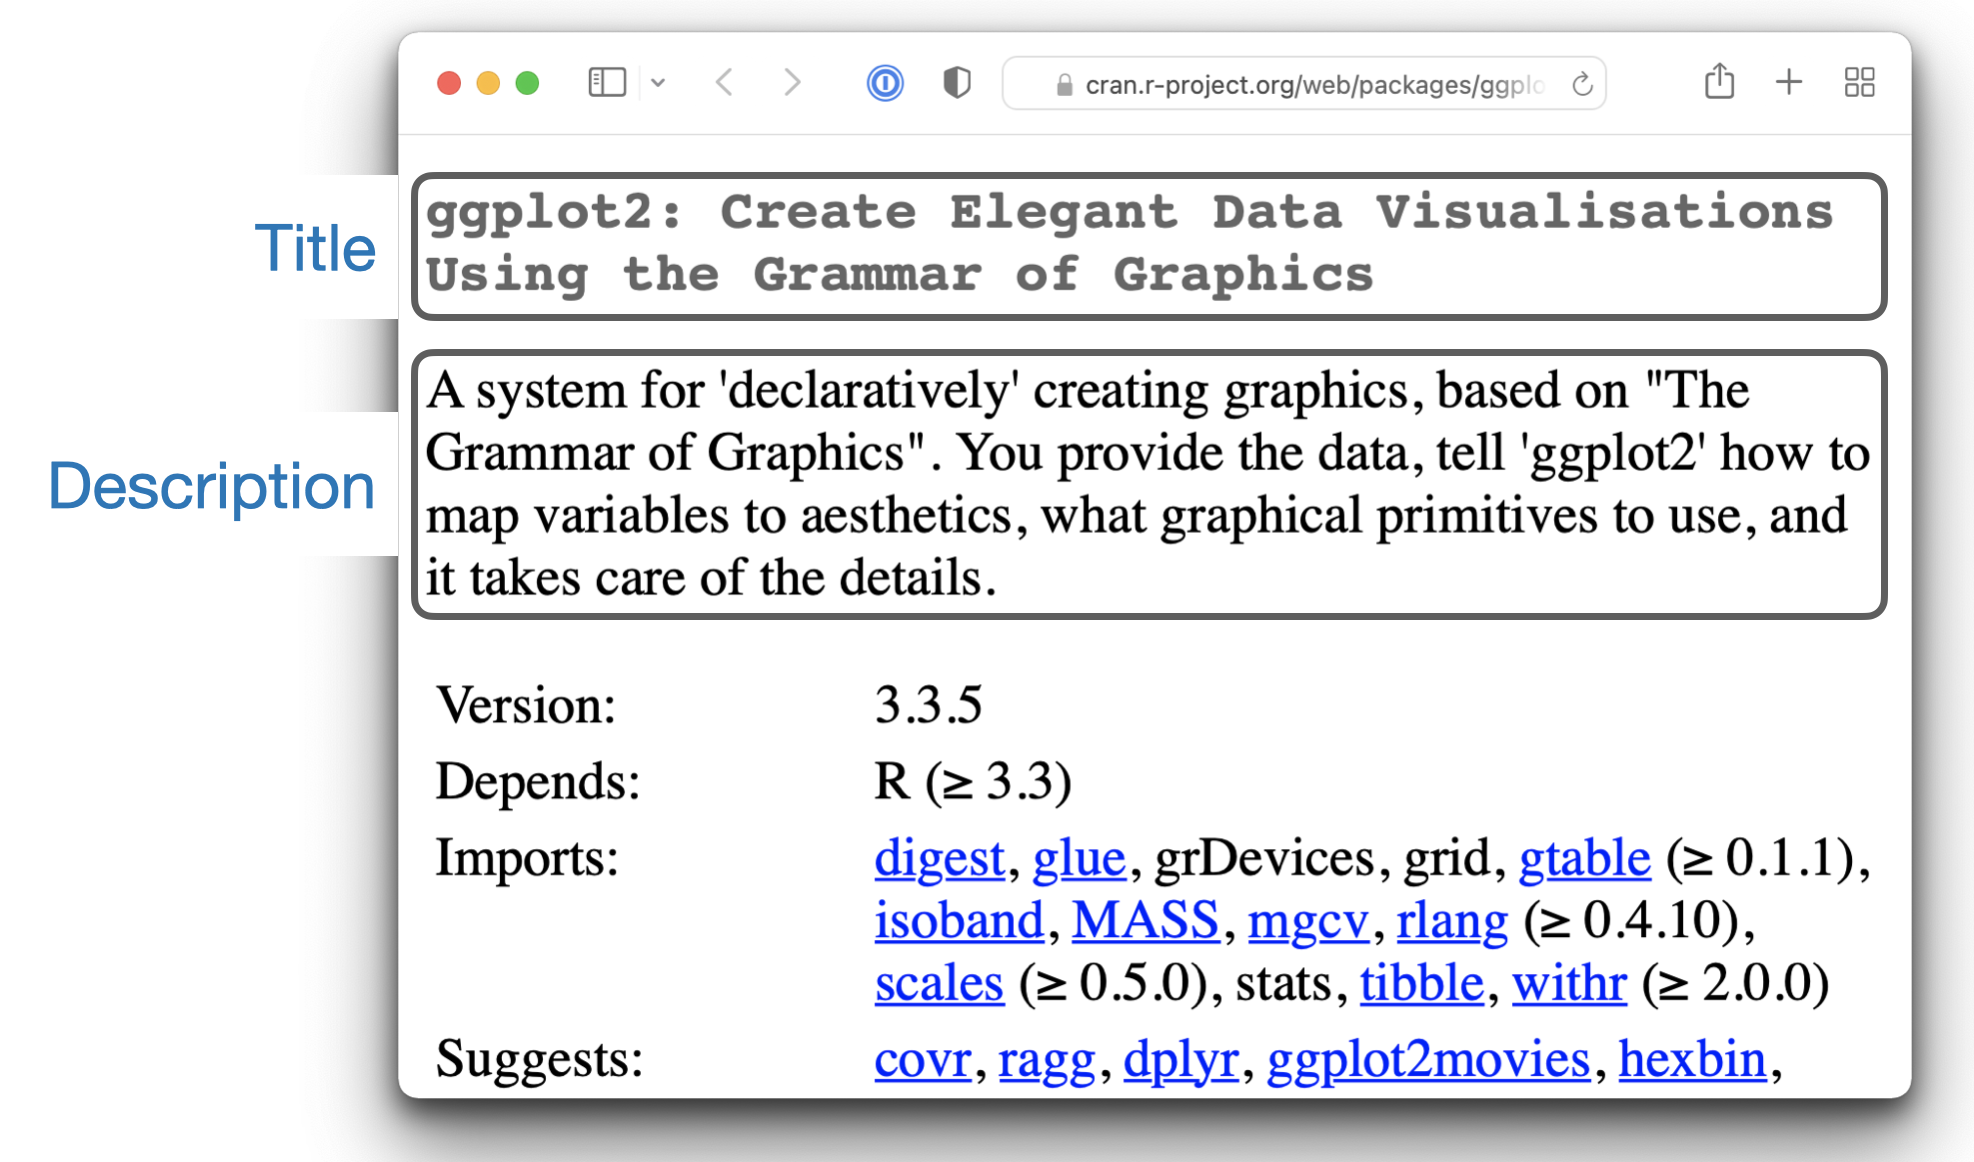 cran.r-project.org/web/packages/ggplo
Title
ggplot2: Create Elegant Data Visualisations
Using the Grammar of Graphics
Description
A system for 'declaratively' creating graphics, based on "The
Grammar of Graphics". You provide the data, tell 'ggplot2' how to
map variables to aesthetics, what graphical primitives to use, and
it takes care of the details.
Version: 3.3.5
Depends: R (≥ 3.3)
Imports: digest, glue, grDevices, grid, gtable (≥ 0.1.1),
isoband, MASS, mgcv, rlang (≥ 0.4.10),
scales (≥ 0.5.0), stats, tibble, withr (≥ 2.0.0)
Suggests: covr, ragg, dplyr, ggplot2movies, hexbin,